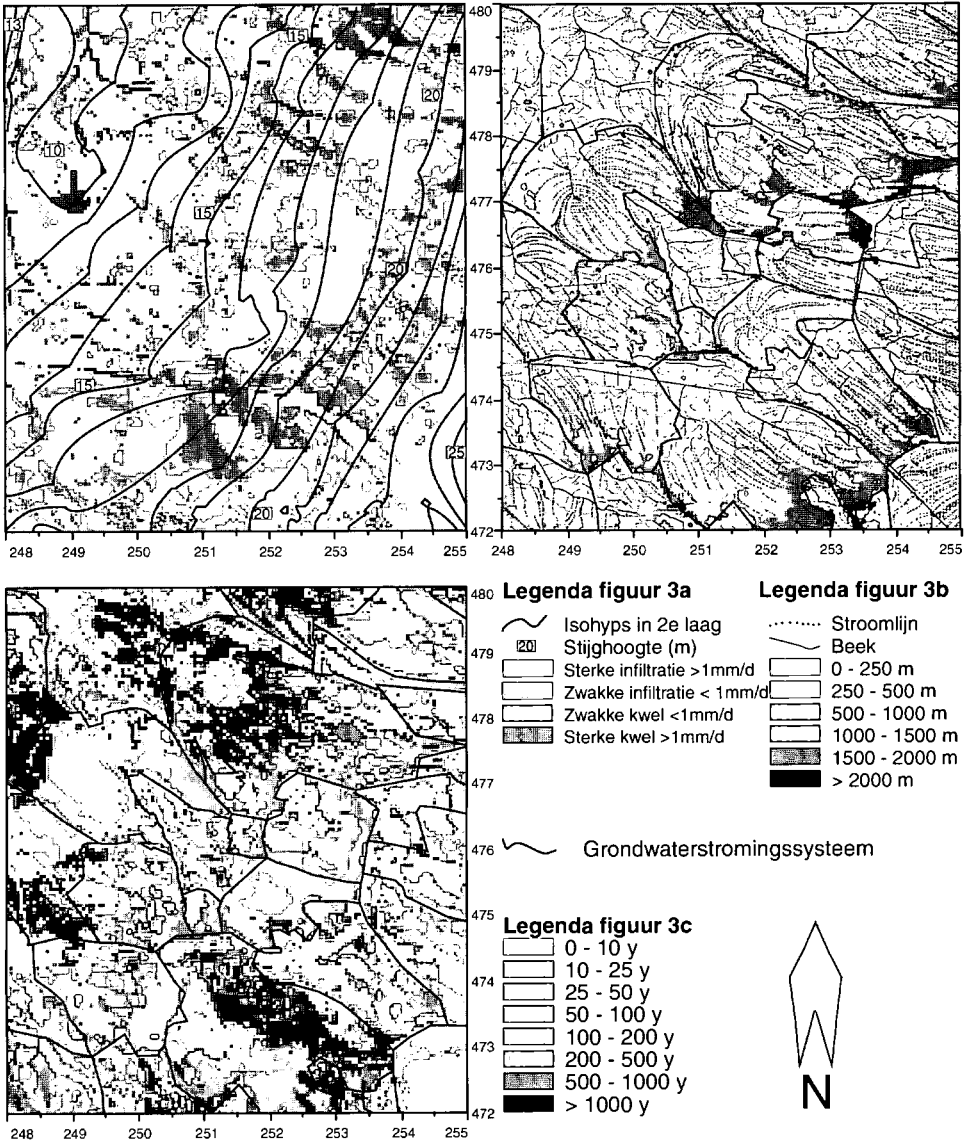 13
15
20
10
15
20
15
25
20
480
479
478
477
476
475
474
473
472
248 249 250 251 252 253 254 255
248 249 250 251 252 253 254 255
480
479
478
477
476
475
474
473
472
248 249 250 251 252 253 254 255
Legenda figuur 3a
Isohyps in 2e laag
20 Stijghoogte (m)
Sterke infiltratie >1mm/d
Zwakke infiltratie < 1mm/d
Zwakke kwel <1mm/d
Sterke kwel >1mm/d
Legenda figuur 3b
Stroomlijn
Beek
0 - 250 m
250 - 500 m
500 - 1000 m
1000 - 1500 m
1500 - 2000 m
> 2000 m
Grondwaterstromingssysteem
Legenda figuur 3c
0 - 10 y
10 - 25 y
25 - 50 y
50 - 100 y
100 - 200 y
200 - 500 y
500 - 1000 y
> 1000 y
N